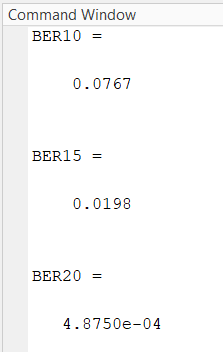 Command Window
BER10 =
0.0767
BER15 =
0.0198
BER20 =
4.8750e-04